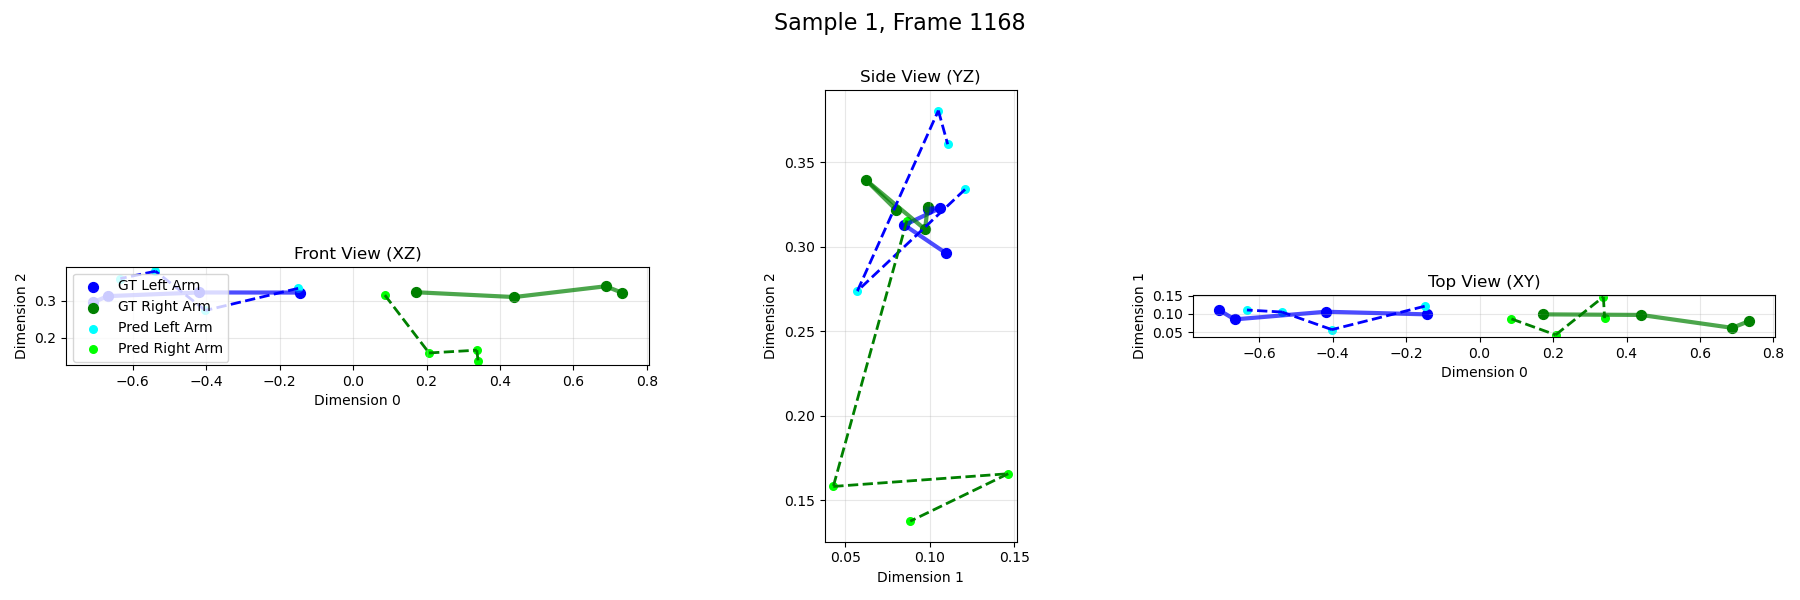 Sample 1, Frame 1168
Front View (XZ)
Dimension 2
0.3
0.2
GT Left Arm
GT Right Arm
Pred Left Arm
Pred Right Arm
−0.6 −0.4 −0.2 0.0 0.2 0.4 0.6 0.8
Dimension 0
Side View (YZ)
Dimension 2
0.35
0.30
0.25
0.20
0.15
0.05 0.10 0.15
Dimension 1
Top View (XY)
Dimension 1
0.15
0.10
0.05
−0.6 −0.4 −0.2 0.0 0.2 0.4 0.6 0.8
Dimension 0